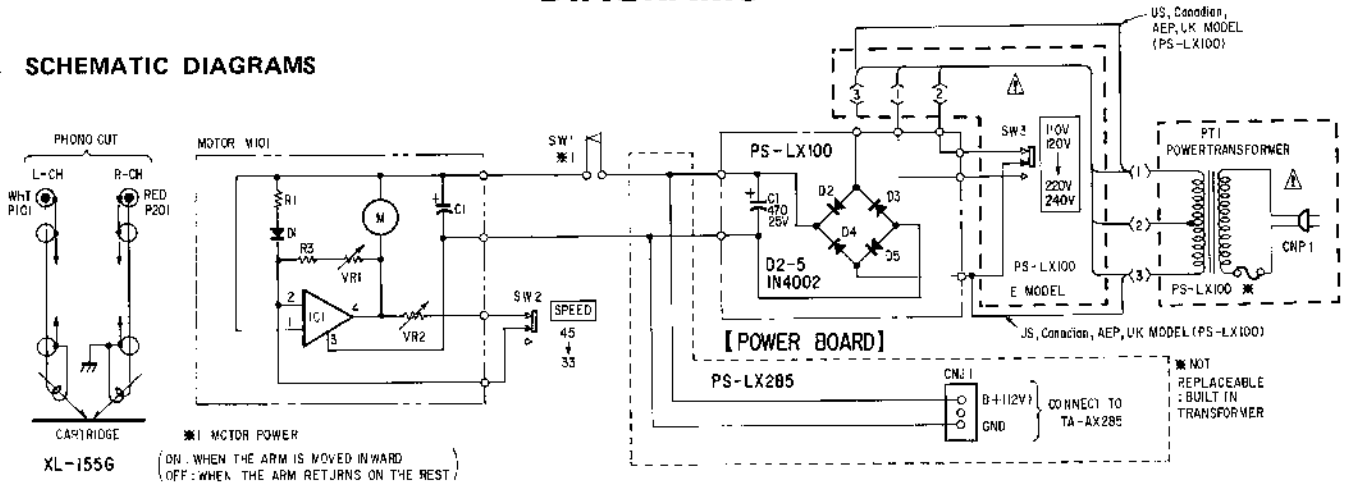 SCHEMATIC DIAGRAMS
US, Canadian,
AEP, UK MODEL
(PS-LX100)
PHONO OUT
L-CH
R-CH
WHT
P101
RED
P201
CARTRIDGE
XL-155G
MOTOR M101
R1
D1
R3
VR1
M
C1
2
1
IC1
4
3
VR2
※1 MOTOR POWER
ON : WHEN THE ARM IS MOVED INWARD
OFF : WHEN THE ARM RETURNS ON THE REST
SW1
※1
SW2
SPEED
45
33
PS-LX100
C1
470
25V
D2
D3
D4
D5
D2-5
1N4002
3
1
2
SW3
110V
120V
220V
240V
PS-LX100
E MODEL
PT1
POWERTRANSFORMER
(1)
(2)
(3)
CNP1
PS-LX100 ※
US, Canadian, AEP, UK MODEL (PS-LX100)
[POWER BOARD]
PS-LX285
B+(12V)
GND
CONNECT TO
TA-AX285
※ NOT
REPLACEABLE
: BUILT IN
TRANSFORMER